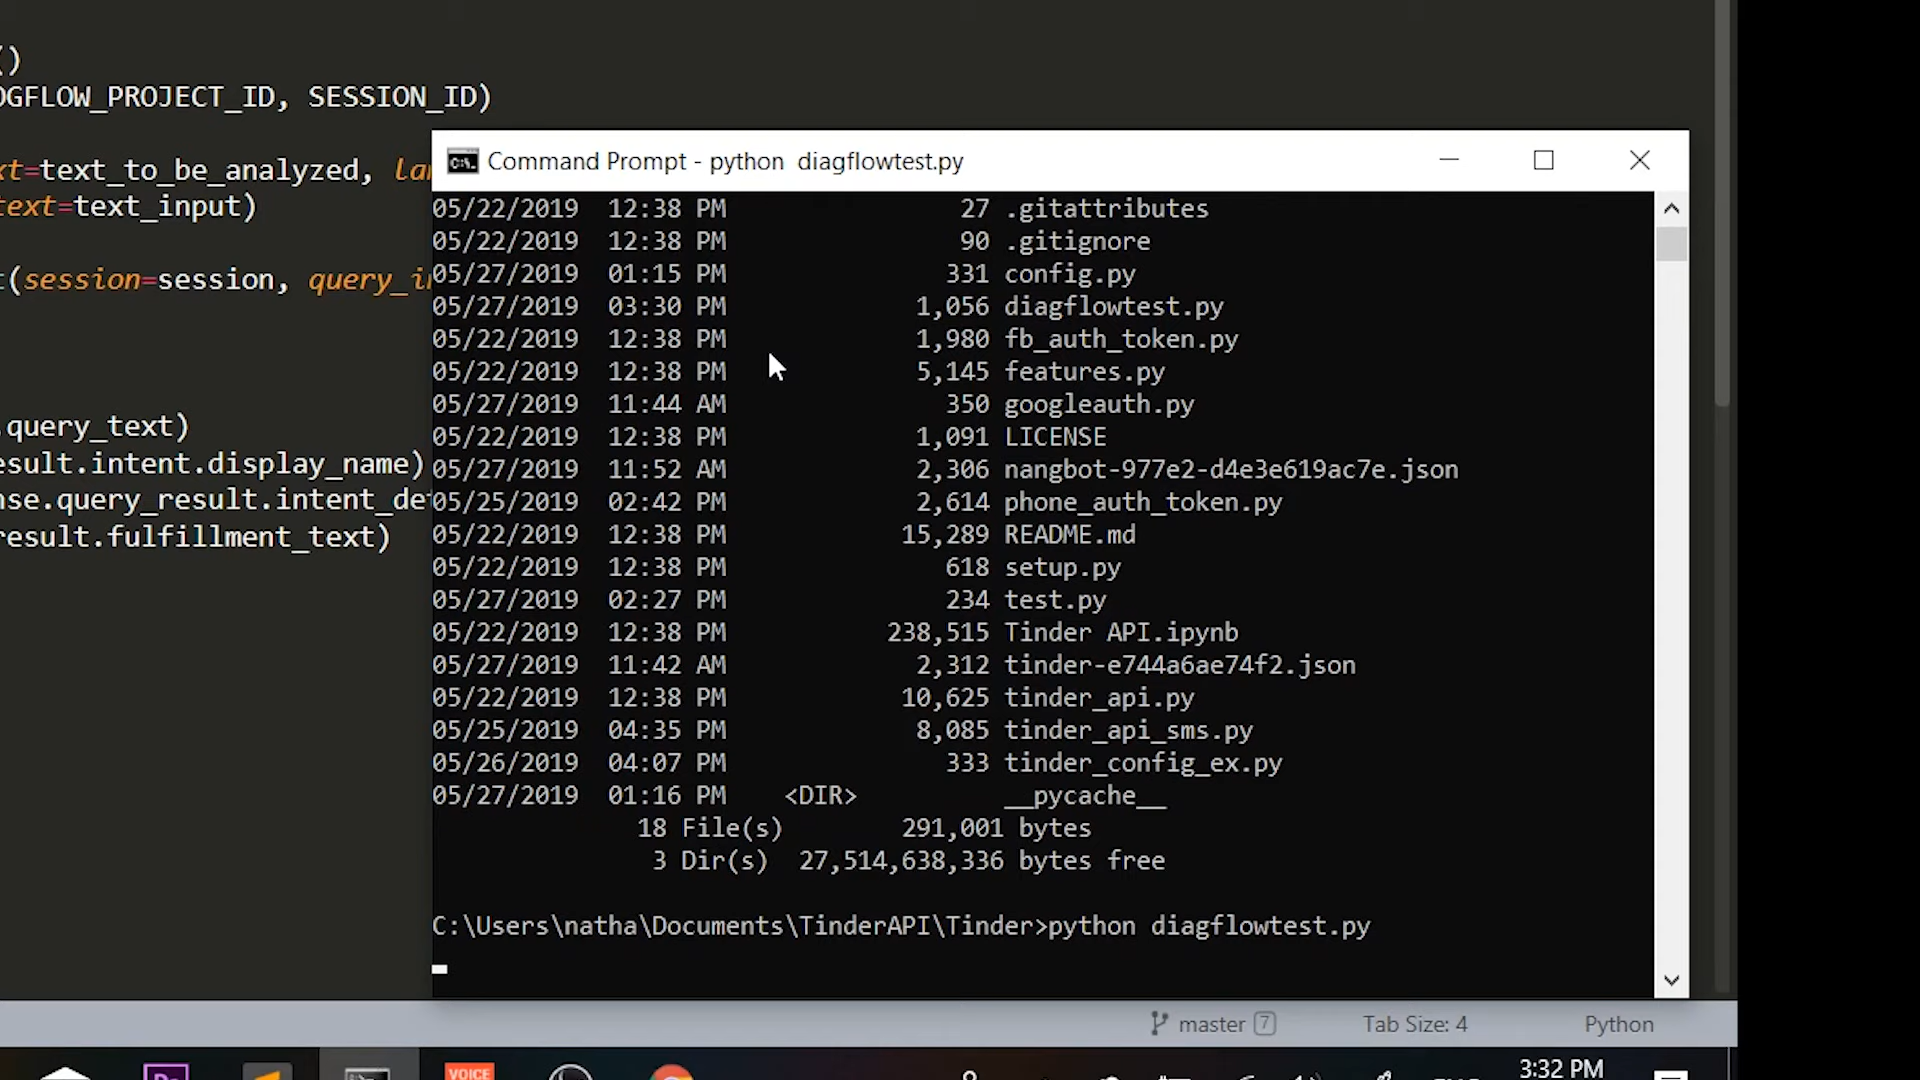 ()
OGFLOW_PROJECT_ID, SESSION_ID)
xt=text_to_be_analyzed, la
text=text_input)
t(session=session, query_i
.query_text)
esult.intent.display_name)
nse.query_result.intent_de
result.fulfillment_text)
Command Prompt - python  diagflowtest.py
05/22/2019  12:38 PM                27 .gitattributes
05/22/2019  12:38 PM                90 .gitignore
05/27/2019  01:15 PM               331 config.py
05/27/2019  03:30 PM             1,056 diagflowtest.py
05/22/2019  12:38 PM             1,980 fb_auth_token.py
05/22/2019  12:38 PM             5,145 features.py
05/27/2019  11:44 AM               350 googleauth.py
05/22/2019  12:38 PM             1,091 LICENSE
05/27/2019  11:52 AM             2,306 nangbot-977e2-d4e3e619ac7e.json
05/25/2019  02:42 PM             2,614 phone_auth_token.py
05/22/2019  12:38 PM            15,289 README.md
05/22/2019  12:38 PM               618 setup.py
05/27/2019  02:27 PM               234 test.py
05/22/2019  12:38 PM           238,515 Tinder API.ipynb
05/27/2019  11:42 AM             2,312 tinder-e744a6ae74f2.json
05/22/2019  12:38 PM            10,625 tinder_api.py
05/25/2019  04:35 PM             8,085 tinder_api_sms.py
05/26/2019  04:07 PM               333 tinder_config_ex.py
05/27/2019  01:16 PM    <DIR>          __pycache__
18 File(s)        291,001 bytes
3 Dir(s)  27,514,638,336 bytes free
C:\Users\natha\Documents\TinderAPI\Tinder>python diagflowtest.py
master 7
Tab Size: 4
Python
VOICE
3:32 PM